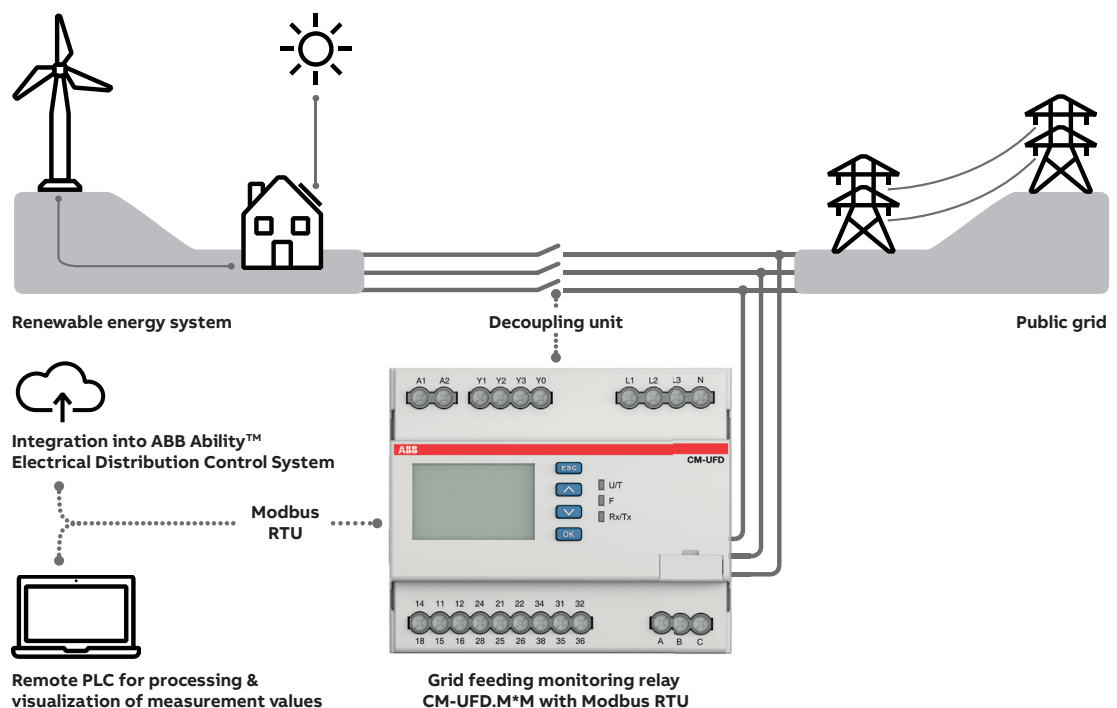 Renewable energy system
Decoupling unit
Public grid
Integration into ABB Ability™
Electrical Distribution Control System
Modbus
RTU
Remote PLC for processing &
visualization of measurement values
A1 A2 Y1 Y2 Y3 Y0 L1 L2 L3 N
ABB
CM-UFD
ESC
OK
U/T
F
Rx/Tx
14 11 12 24 21 22 34 31 32
18 15 16 28 25 26 38 35 36
A B C
Grid feeding monitoring relay
CM-UFD.M*M with Modbus RTU